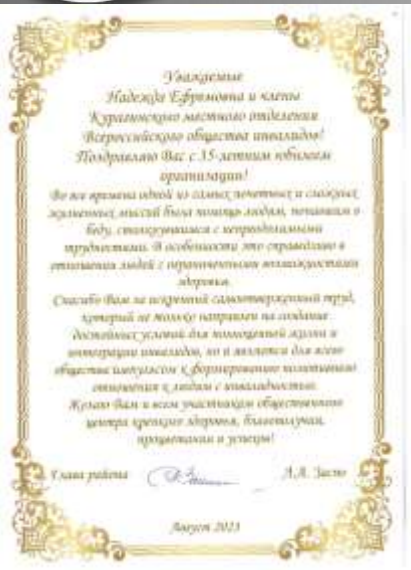 Уважаемые
Надежда Ефремовна и члены
Курагинского местного отделения
Всероссийского общества инвалидов!
Поздравляю Вас с 35-летним юбилеем
организации!
Во все времена одной из самых почетных и сложных
жизненных миссий была помощь людям, попавшим в
беду, столкнувшимся с непреодолимыми
трудностями. В особенности это справедливо в
отношении людей с ограниченными возможностями
здоровья.
Спасибо Вам за искренний самоотверженный труд,
который не только направлен на создание
достойных условий для полноценной жизни и
интеграции инвалидов, но и является для всего
общества импульсом к формированию позитивного
отношения к людям с инвалидностью.
Желаю Вам и всем участникам общественного
центра крепкого здоровья, благополучия,
процветания и успехов!
Глава района А.А.
Август 2023